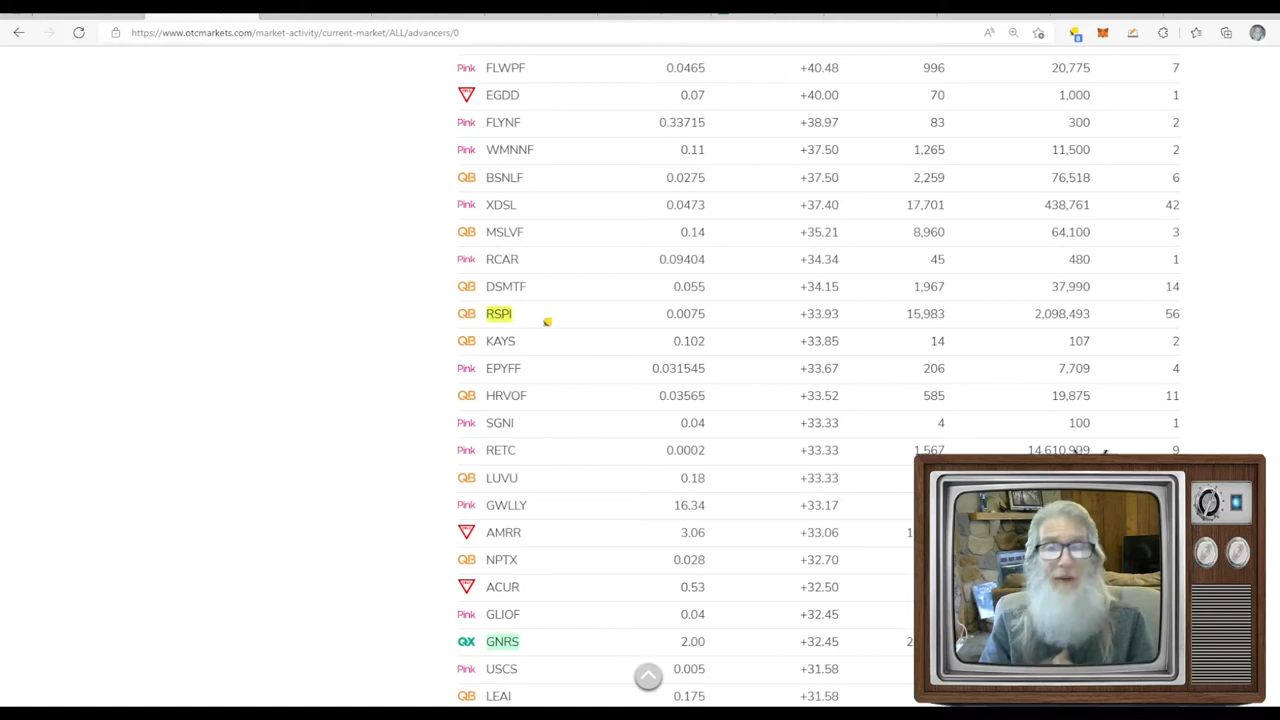 https://www.otcmarkets.com/market-activity/current-market/ALL/advancers/0
Pink FLWPF 0.0465 +40.48 996 20,775 7
EGDD 0.07 +40.00 70 1,000 1
Pink FLYNF 0.33715 +38.97 83 300 2
Pink WMNNF 0.11 +37.50 1,265 11,500 2
QB BSNLF 0.0275 +37.50 2,259 76,518 6
Pink XDSL 0.0473 +37.40 17,701 438,761 42
QB MSLVF 0.14 +35.21 8,960 64,100 3
Pink RCAR 0.09404 +34.34 45 480 1
QB DSMTF 0.055 +34.15 1,967 37,990 14
QB RSPI 0.0075 +33.93 15,983 2,098,493 56
QB KAYS 0.102 +33.85 14 107 2
Pink EPYFF 0.031545 +33.67 206 7,709 4
QB HRVOF 0.03565 +33.52 585 19,875 11
Pink SGNI 0.04 +33.33 4 100 1
Pink RETC 0.0002 +33.33 1,567 9
QB LUVU 0.18 +33.33
Pink GWLLY 16.34 +33.17
AMRR 3.06 +33.06
QB NPTX 0.028 +32.70
ACUR 0.53 +32.50
Pink GLIOF 0.04 +32.45
QX GNRS 2.00 +32.45
Pink USCS 0.005 +31.58
QB LEAI 0.175 +31.58